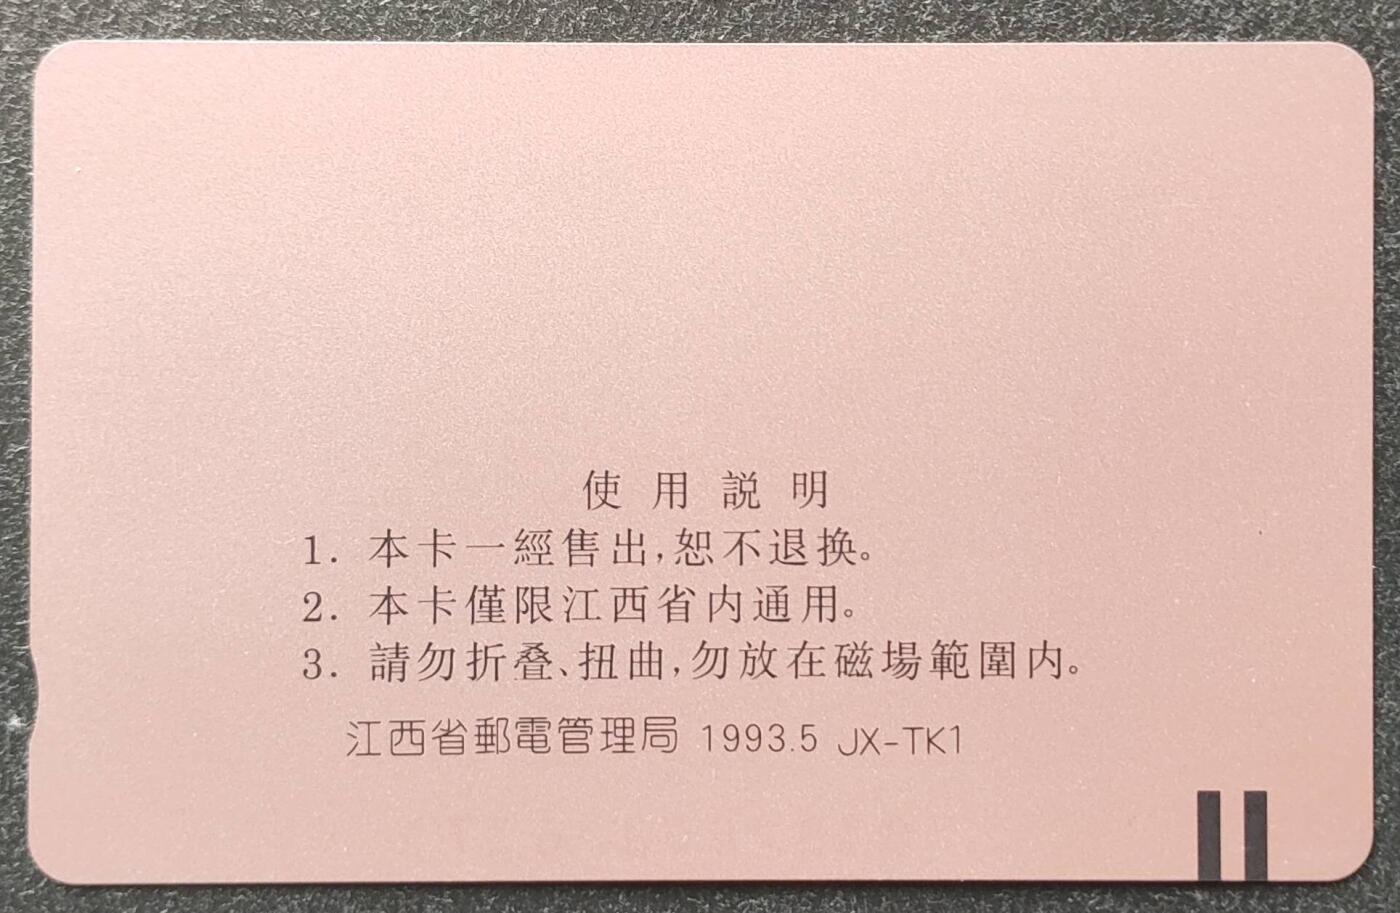 使用説明
1. 本卡一經售出,恕不退换。
2. 本卡僅限江西省内通用。
3. 請勿折叠、扭曲,勿放在磁場範圍内。
江西省郵電管理局 1993.5 JX-TK1